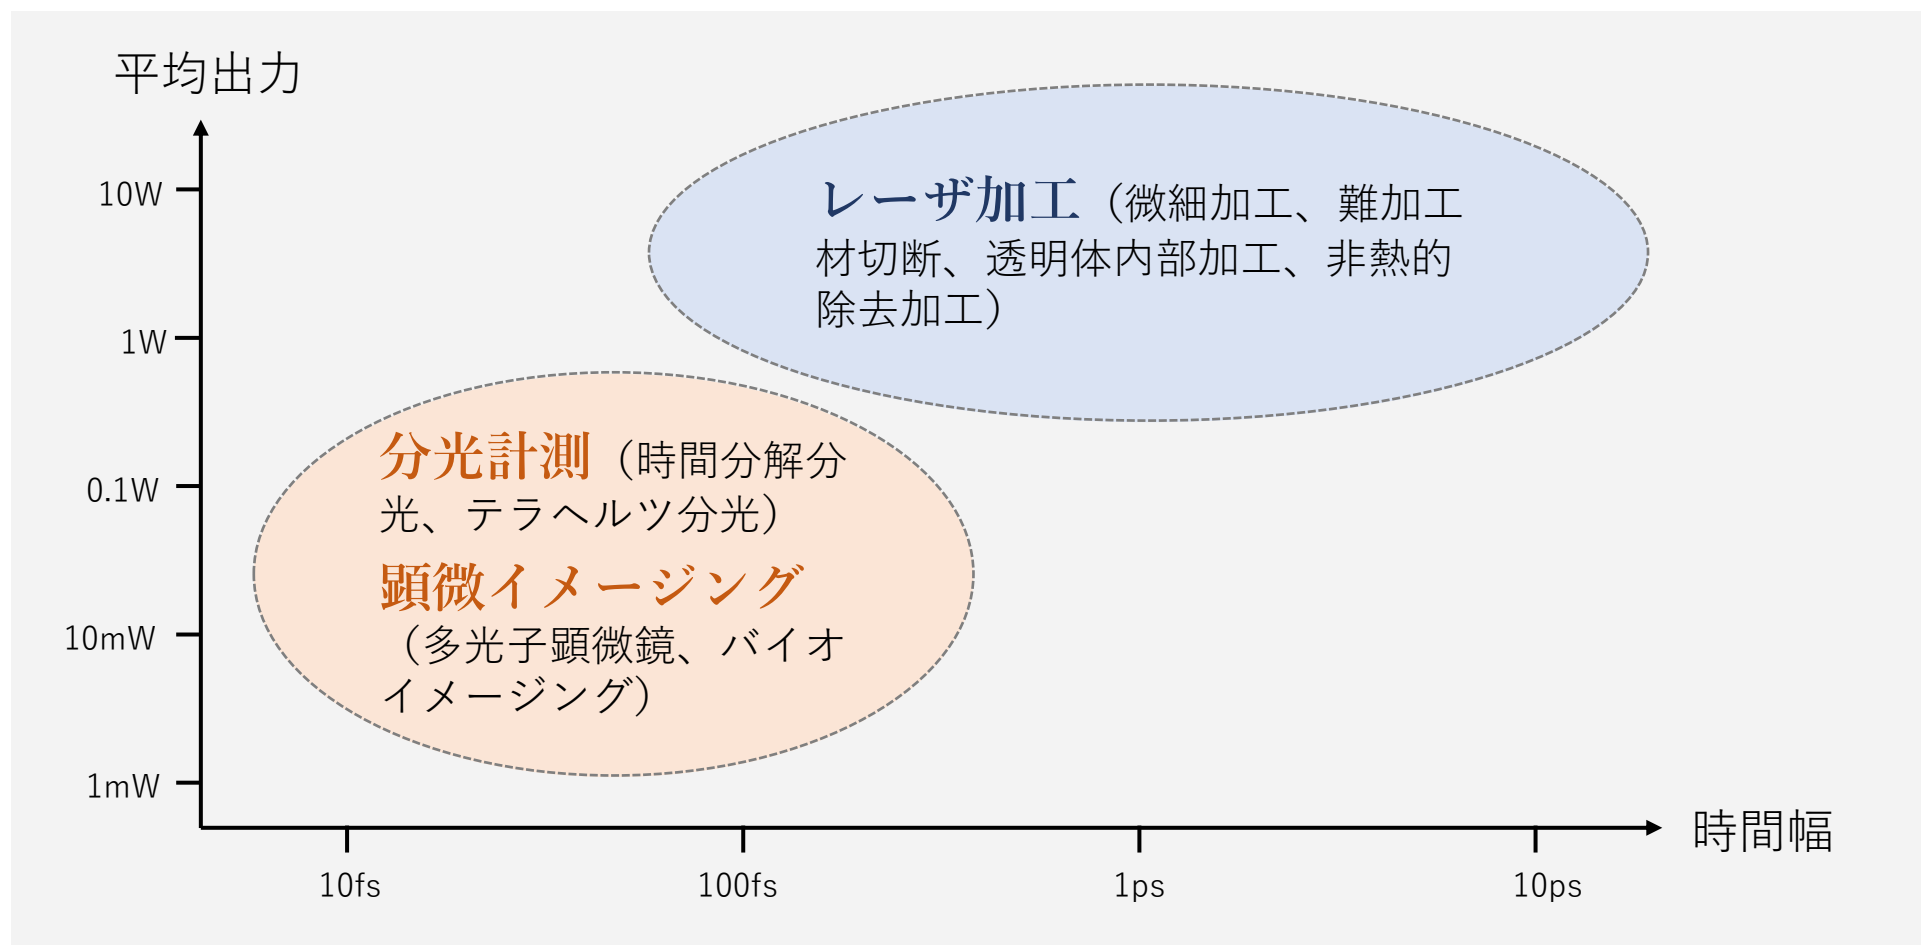 平均出力
10W
レーザ加工（微細加工、難加工
材切断、透明体内部加工、非熱的
除去加工）
1W
分光計測（時間分解分
光、テラヘルツ分光）
0.1W
顕微イメージング
（多光子顕微鏡、バイオ
イメージング）
10mW
1mW
時間幅
10fs
100fs
1ps
10ps